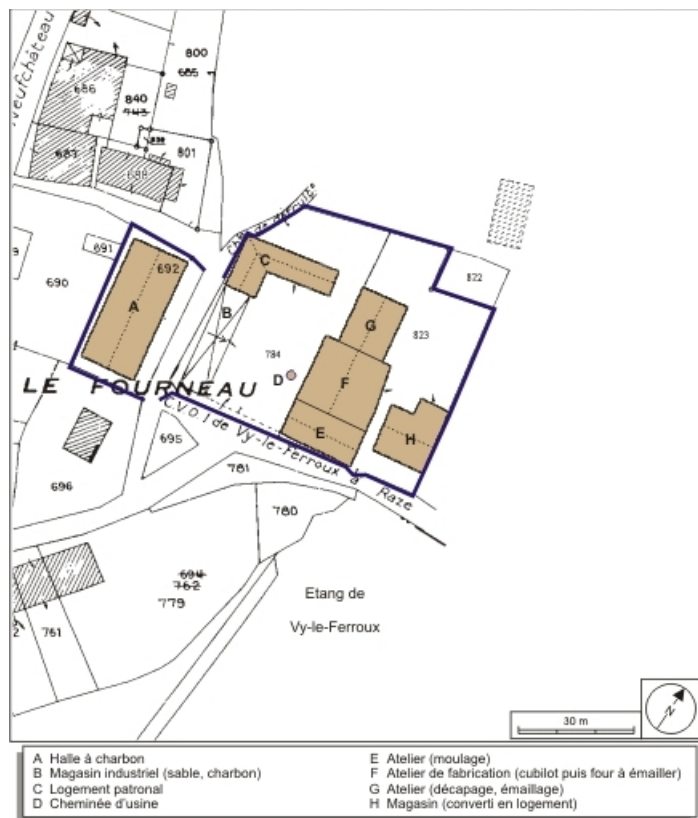 Neufchâteau
800
685
686
840
743
838
801
687
688
691
692
690
A
C
B
822
823
G
784
D
F
LE FOURNEAU
E
H
C.V.O.1 de Vy-le-Ferroux à Raze
695
696
781
780
694
762
779
761
Etang de
Vy-le-Ferroux
30 m
N
A Halle à charbon
B Magasin industriel (sable, charbon)
C Logement patronal
D Cheminée d'usine
E Atelier (moulage)
F Atelier de fabrication (cubilot puis four à émailler)
G Atelier (décapage, émaillage)
H Magasin (converti en logement)